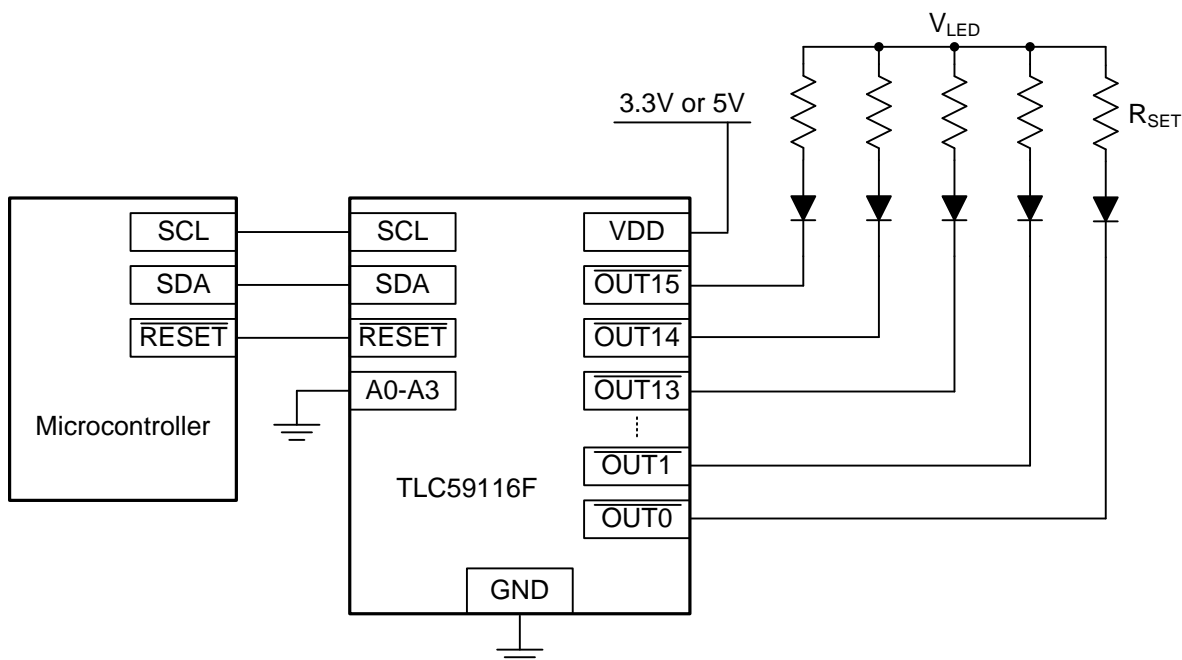 V_LED
3.3V or 5V
R_SET
SCL
SCL
VDD
SDA
SDA
OUT15
RESET
RESET
OUT14
A0-A3
OUT13
Microcontroller
OUT1
TLC59116F
OUT0
GND